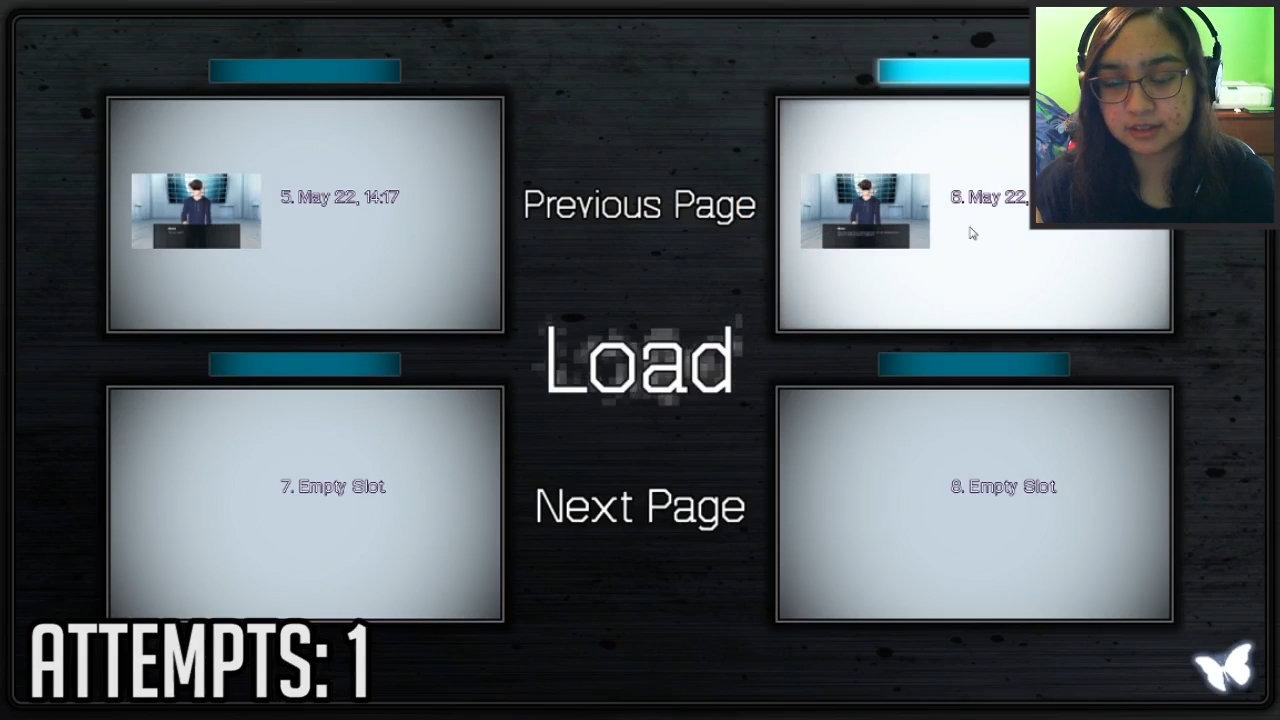 5. May 22, 14:17
6. May 22,
Previous Page
Load
7. Empty Slot
8. Empty Slot
Next Page
ATTEMPTS: 1